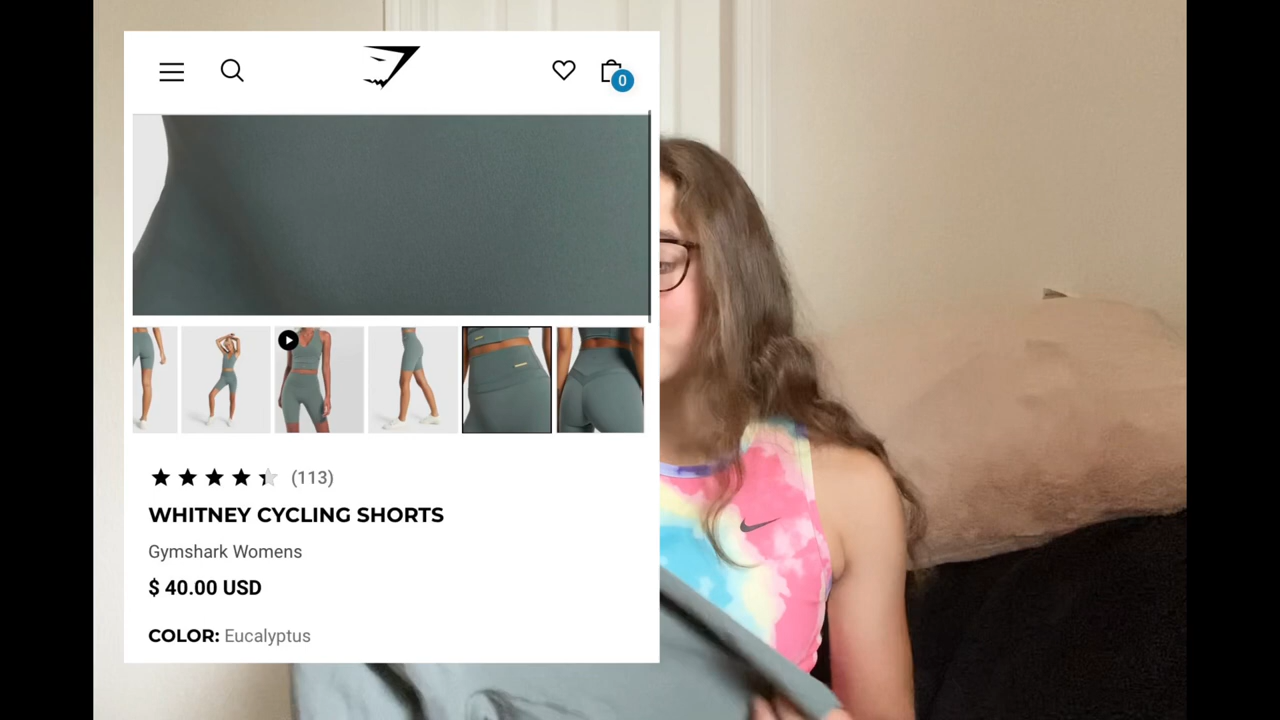 0
(113)
WHITNEY CYCLING SHORTS
Gymshark Womens
$ 40.00 USD
COLOR: Eucalyptus